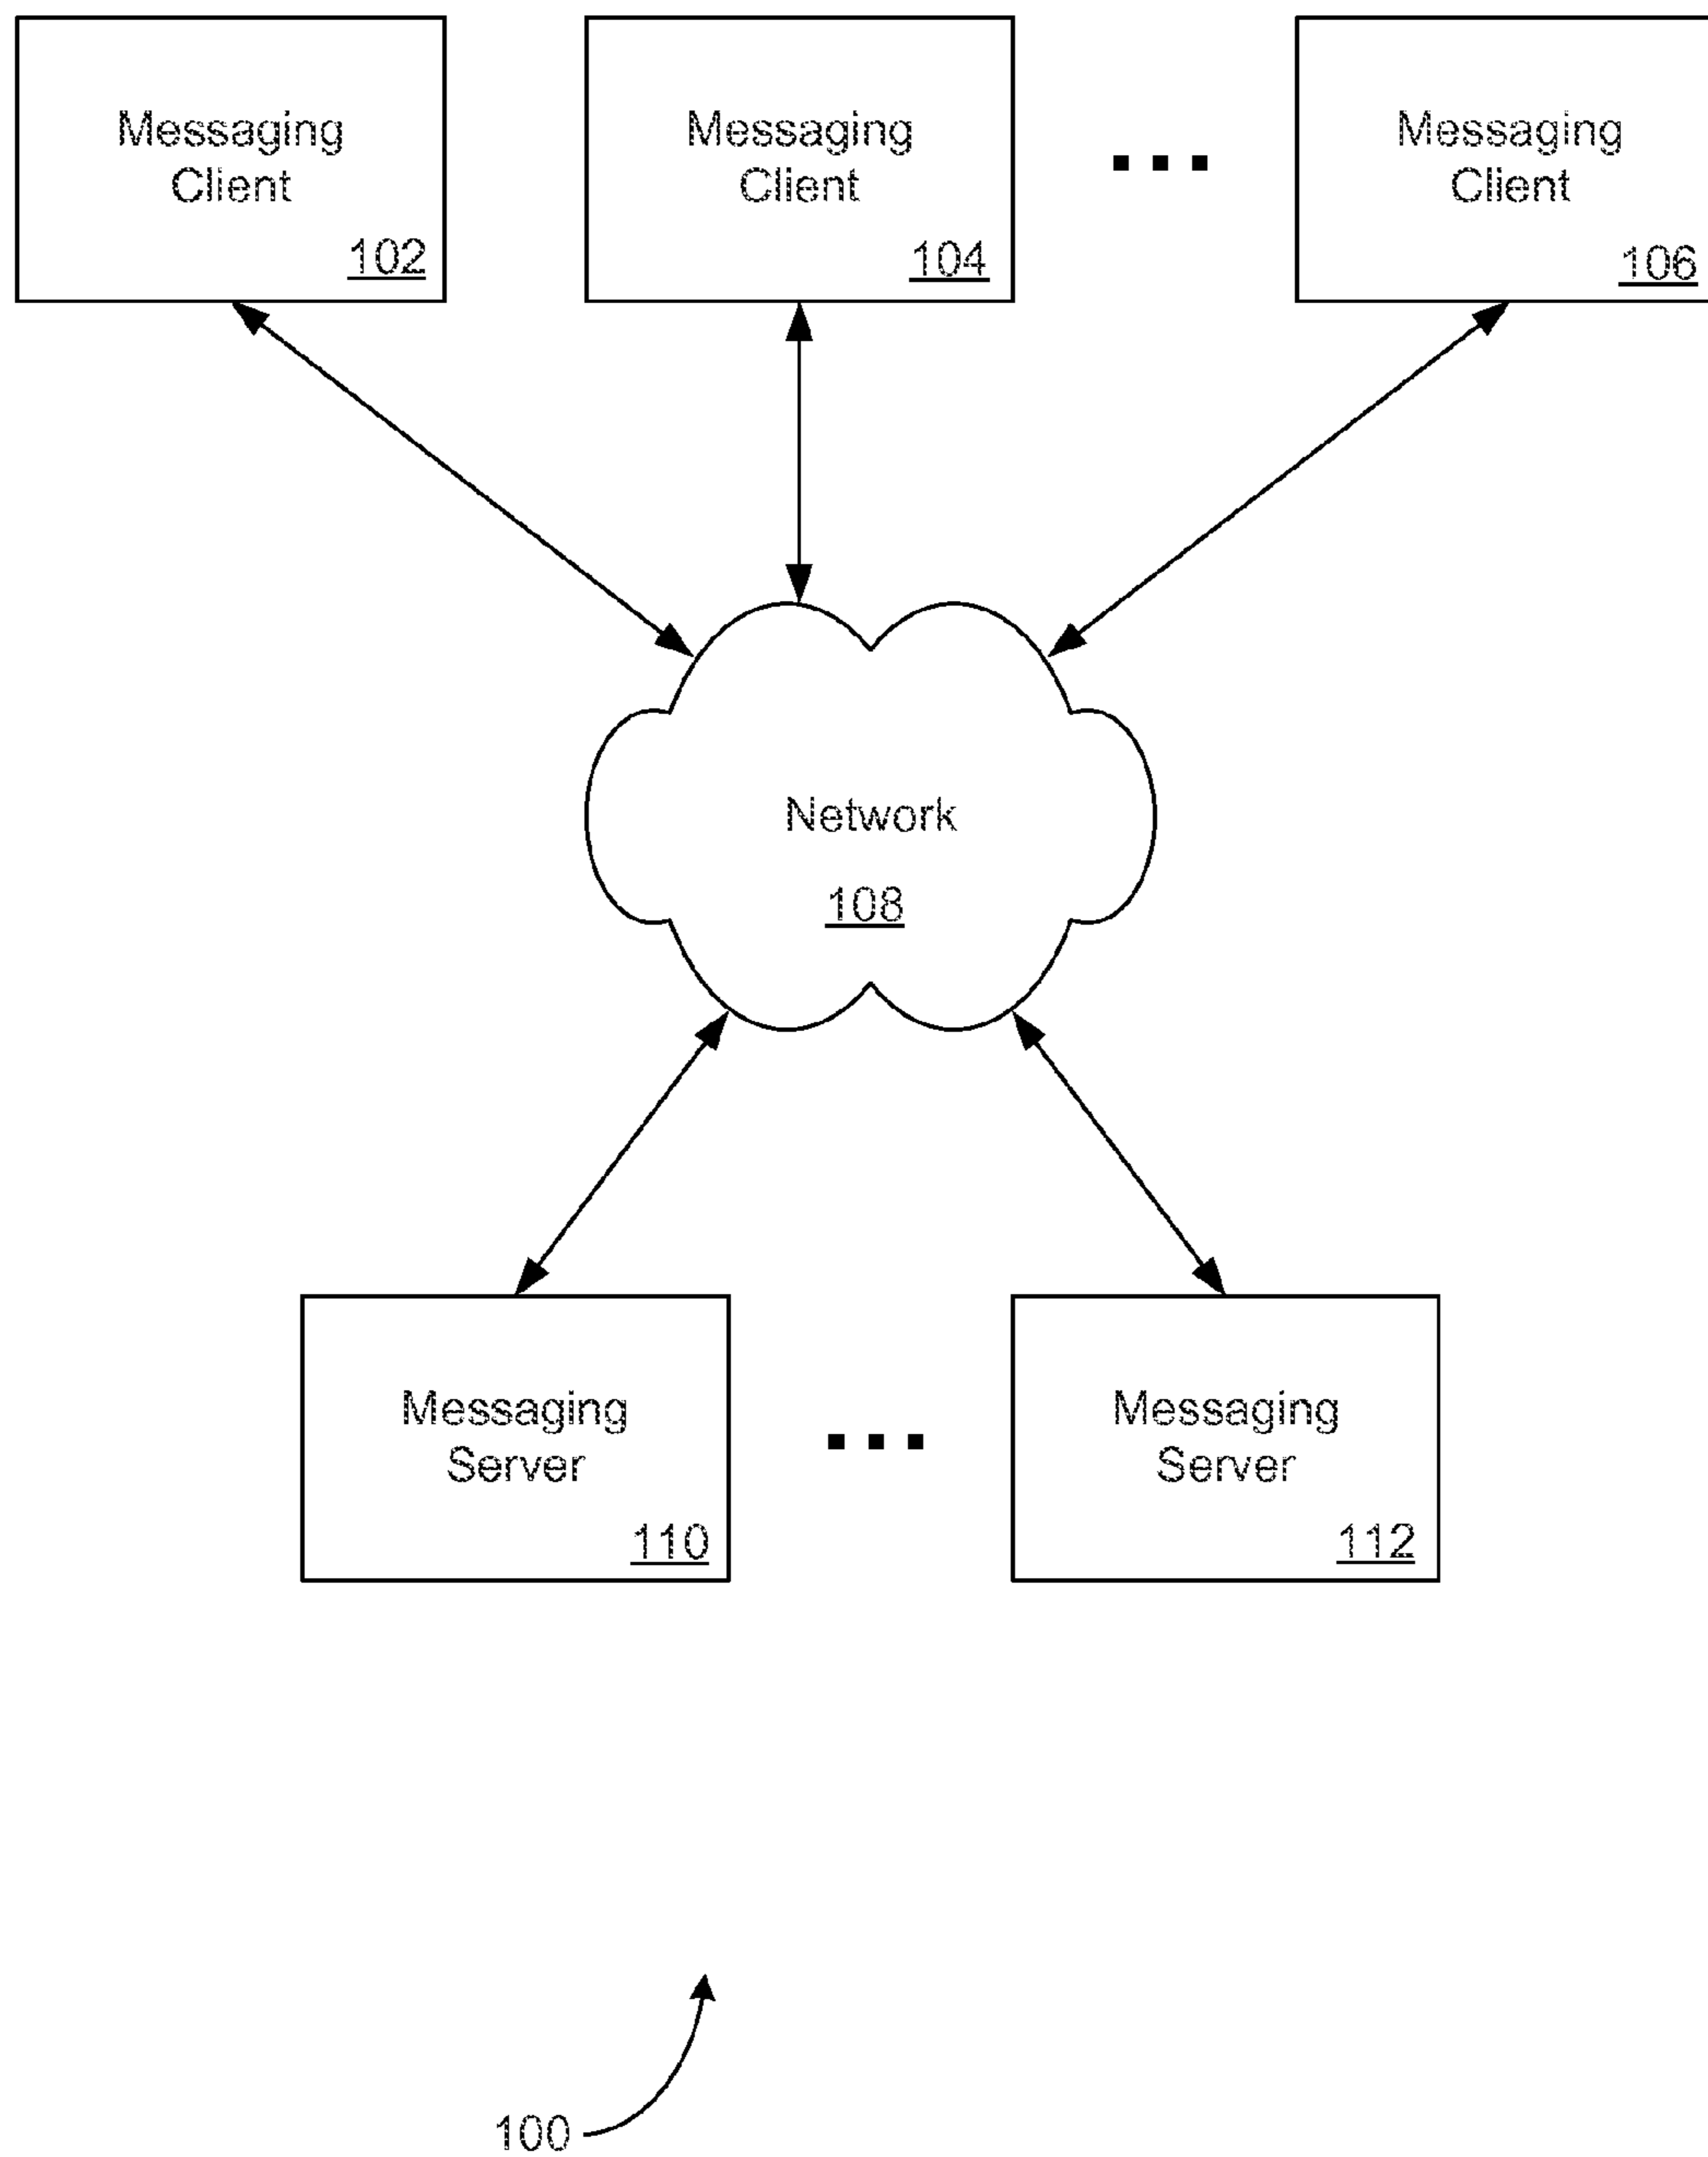 Messaging
Client
102
Messaging
Client
104
Messaging
Client
106
Network
108
Messaging
Server
110
Messaging
Server
112
100